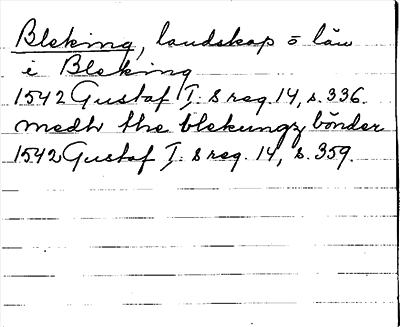 Bleking, landskap o län
i Bleking
1542 Gustaf I:s reg. 14, s. 336.
medh the blekungz bönder
1542 Gustaf I:s reg. 14, s. 359.